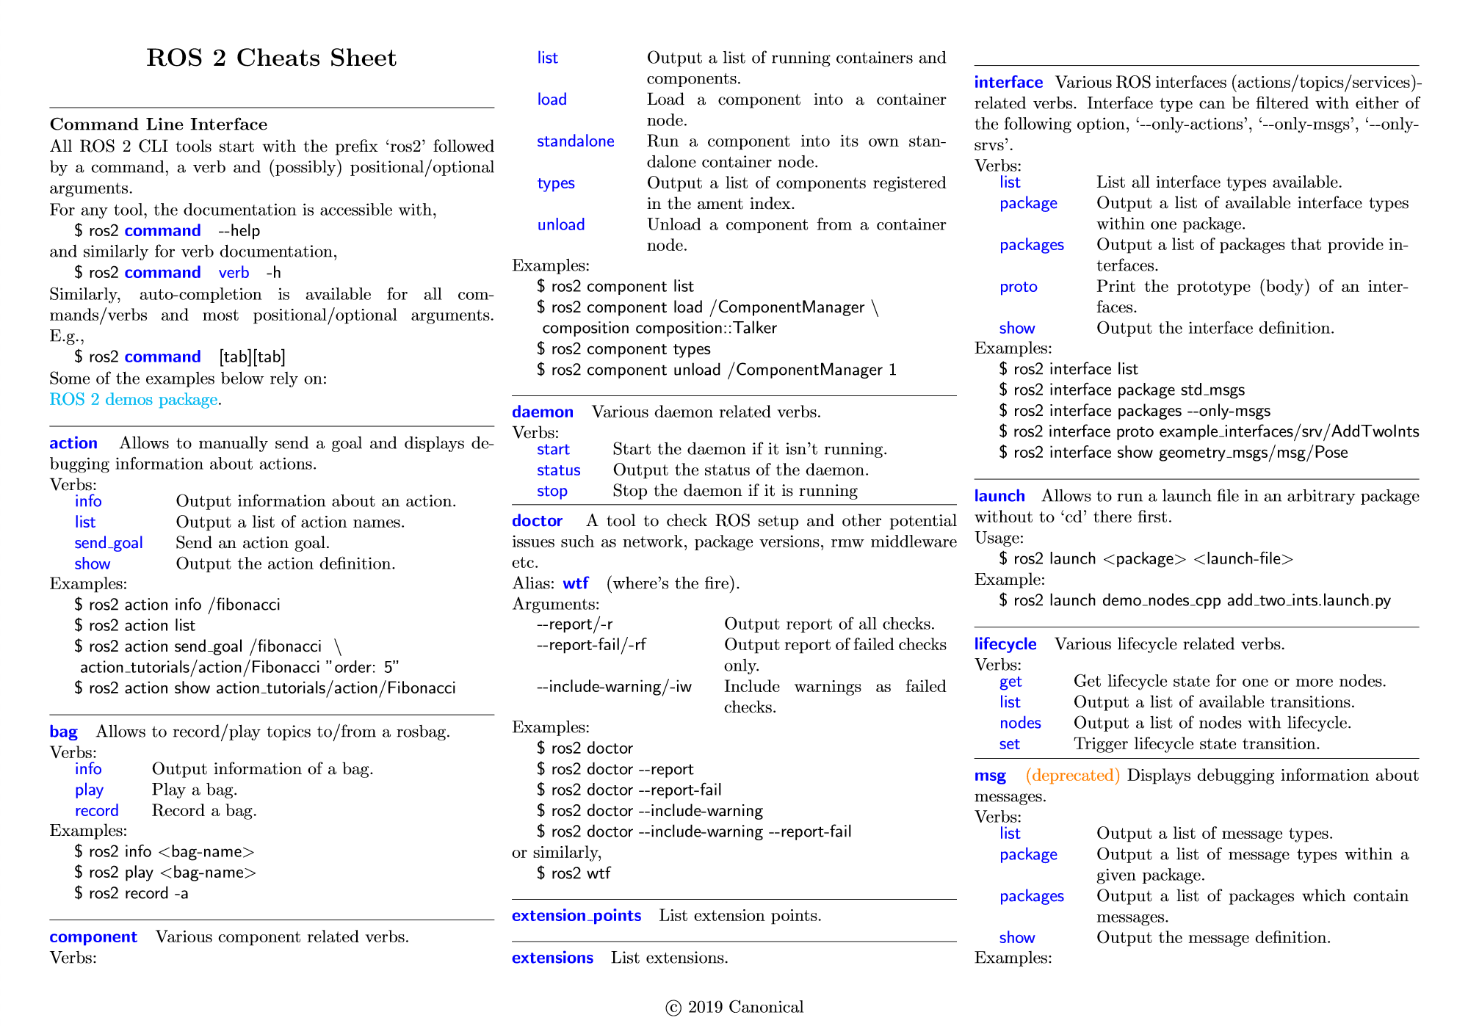 ROS 2 Cheats Sheet
Command Line Interface
All ROS 2 CLI tools start with the prefix ‘ros2’ followed
by a command, a verb and (possibly) positional/optional
arguments.
For any tool, the documentation is accessible with,
$ ros2 command --help
and similarly for verb documentation,
$ ros2 command verb -h
Similarly, auto-completion is available for all com-
mands/verbs and most positional/optional arguments.
E.g.,
$ ros2 command [tab][tab]
Some of the examples below rely on:
ROS 2 demos package.
action Allows to manually send a goal and displays de-
bugging information about actions.
Verbs:
info Output information about an action.
list Output a list of action names.
send_goal Send an action goal.
show Output the action definition.
Examples:
$ ros2 action info /fibonacci
$ ros2 action list
$ ros2 action send_goal /fibonacci \
action_tutorials/action/Fibonacci "order: 5"
$ ros2 action show action_tutorials/action/Fibonacci
bag Allows to record/play topics to/from a rosbag.
Verbs:
info Output information of a bag.
play Play a bag.
record Record a bag.
Examples:
$ ros2 info <bag-name>
$ ros2 play <bag-name>
$ ros2 record -a
component Various component related verbs.
Verbs:
list Output a list of running containers and
components.
load Load a component into a container
node.
standalone Run a component into its own stan-
dalone container node.
types Output a list of components registered
in the ament index.
unload Unload a component from a container
node.
Examples:
$ ros2 component list
$ ros2 component load /ComponentManager \
composition composition::Talker
$ ros2 component types
$ ros2 component unload /ComponentManager 1
daemon Various daemon related verbs.
Verbs:
start Start the daemon if it isn’t running.
status Output the status of the daemon.
stop Stop the daemon if it is running
doctor A tool to check ROS setup and other potential
issues such as network, package versions, rmw middleware
etc.
Alias: wtf (where’s the fire).
Arguments:
--report/-r Output report of all checks.
--report-fail/-rf Output report of failed checks
only.
--include-warning/-iw Include warnings as failed
checks.
Examples:
$ ros2 doctor
$ ros2 doctor --report
$ ros2 doctor --report-fail
$ ros2 doctor --include-warning
$ ros2 doctor --include-warning --report-fail
or similarly,
$ ros2 wtf
extension_points List extension points.
extensions List extensions.
interface Various ROS interfaces (actions/topics/services)-
related verbs. Interface type can be filtered with either of
the following option, ‘--only-actions’, ‘--only-msgs’, ‘--only-
srvs’.
Verbs:
list List all interface types available.
package Output a list of available interface types
within one package.
packages Output a list of packages that provide in-
terfaces.
proto Print the prototype (body) of an inter-
faces.
show Output the interface definition.
Examples:
$ ros2 interface list
$ ros2 interface package std_msgs
$ ros2 interface packages --only-msgs
$ ros2 interface proto example_interfaces/srv/AddTwoInts
$ ros2 interface show geometry_msgs/msg/Pose
launch Allows to run a launch file in an arbitrary package
without to ‘cd’ there first.
Usage:
$ ros2 launch <package> <launch-file>
Example:
$ ros2 launch demo_nodes_cpp add_two_ints.launch.py
lifecycle Various lifecycle related verbs.
Verbs:
get Get lifecycle state for one or more nodes.
list Output a list of available transitions.
nodes Output a list of nodes with lifecycle.
set Trigger lifecycle state transition.
msg (deprecated) Displays debugging information about
messages.
Verbs:
list Output a list of message types.
package Output a list of message types within a
given package.
packages Output a list of packages which contain
messages.
show Output the message definition.
Examples:
© 2019 Canonical